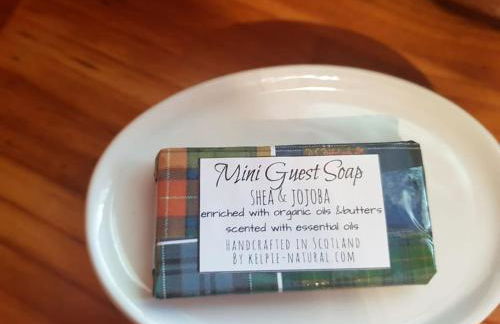 Mini Guest Soap
SHEA & JOJOBA
enriched with organic oils &butters
scented with essential oils
HANDCRAFTED IN SCOTLAND
BY KELPIE-NATURAL.COM